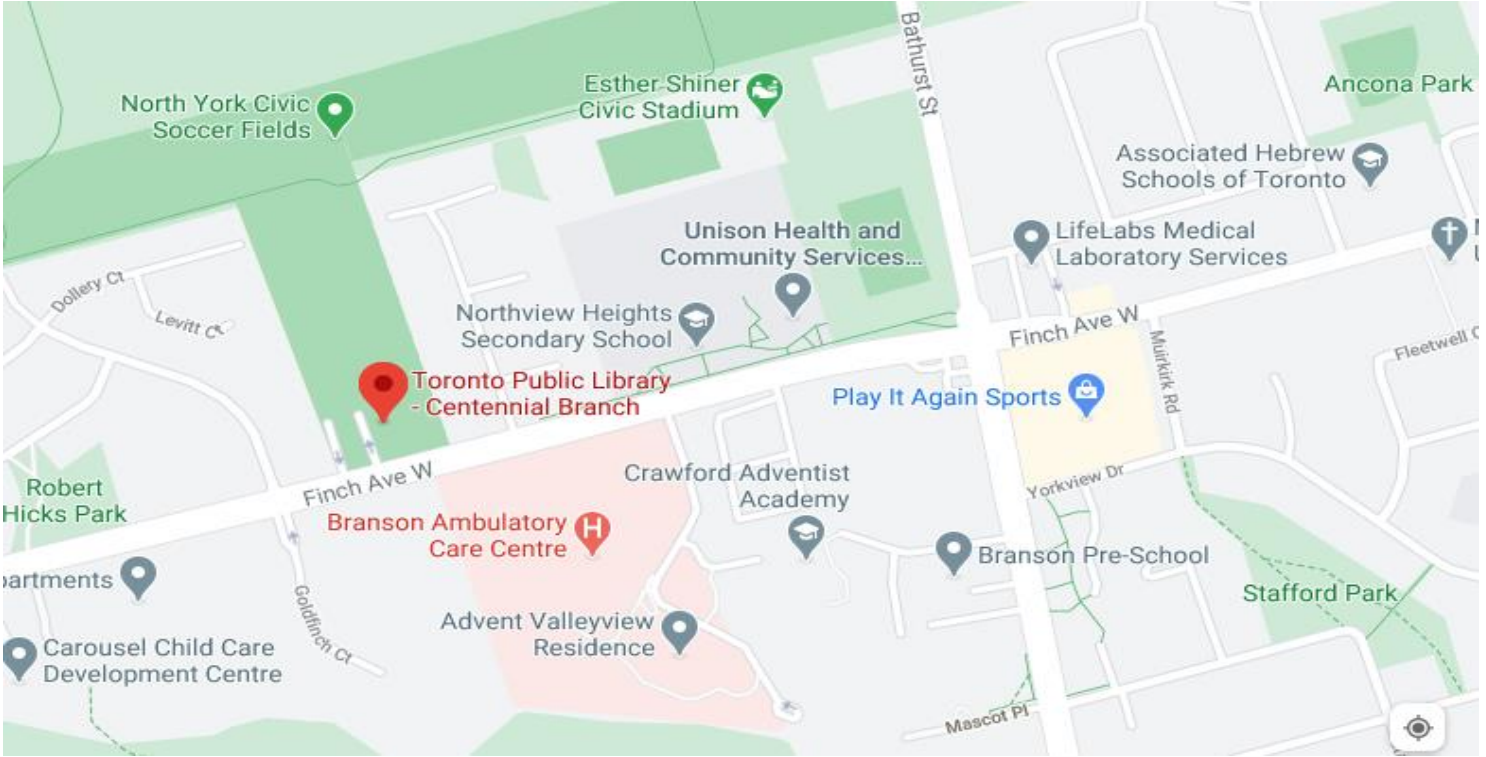 Bathurst St
Esther Shiner
Civic Stadium
Ancona Park
North York Civic
Soccer Fields
Associated Hebrew
Schools of Toronto
Unison Health and
Community Services...
LifeLabs Medical
Laboratory Services
Dollery Ct
Levitt C
Northview Heights
Secondary School
Finch Ave W
Muirkirk Rd
Fleetwell C
Toronto Public Library
- Centennial Branch
Play It Again Sports
Finch Ave W
Robert
Hicks Park
Crawford Adventist
Academy
Yorkview Dr
Branson Ambulatory
Care Centre
H
Branson Pre-School
partments
Goldfinch Ct
Stafford Park
Advent Valleyview
Residence
Carousel Child Care
Development Centre
Mascot Pl